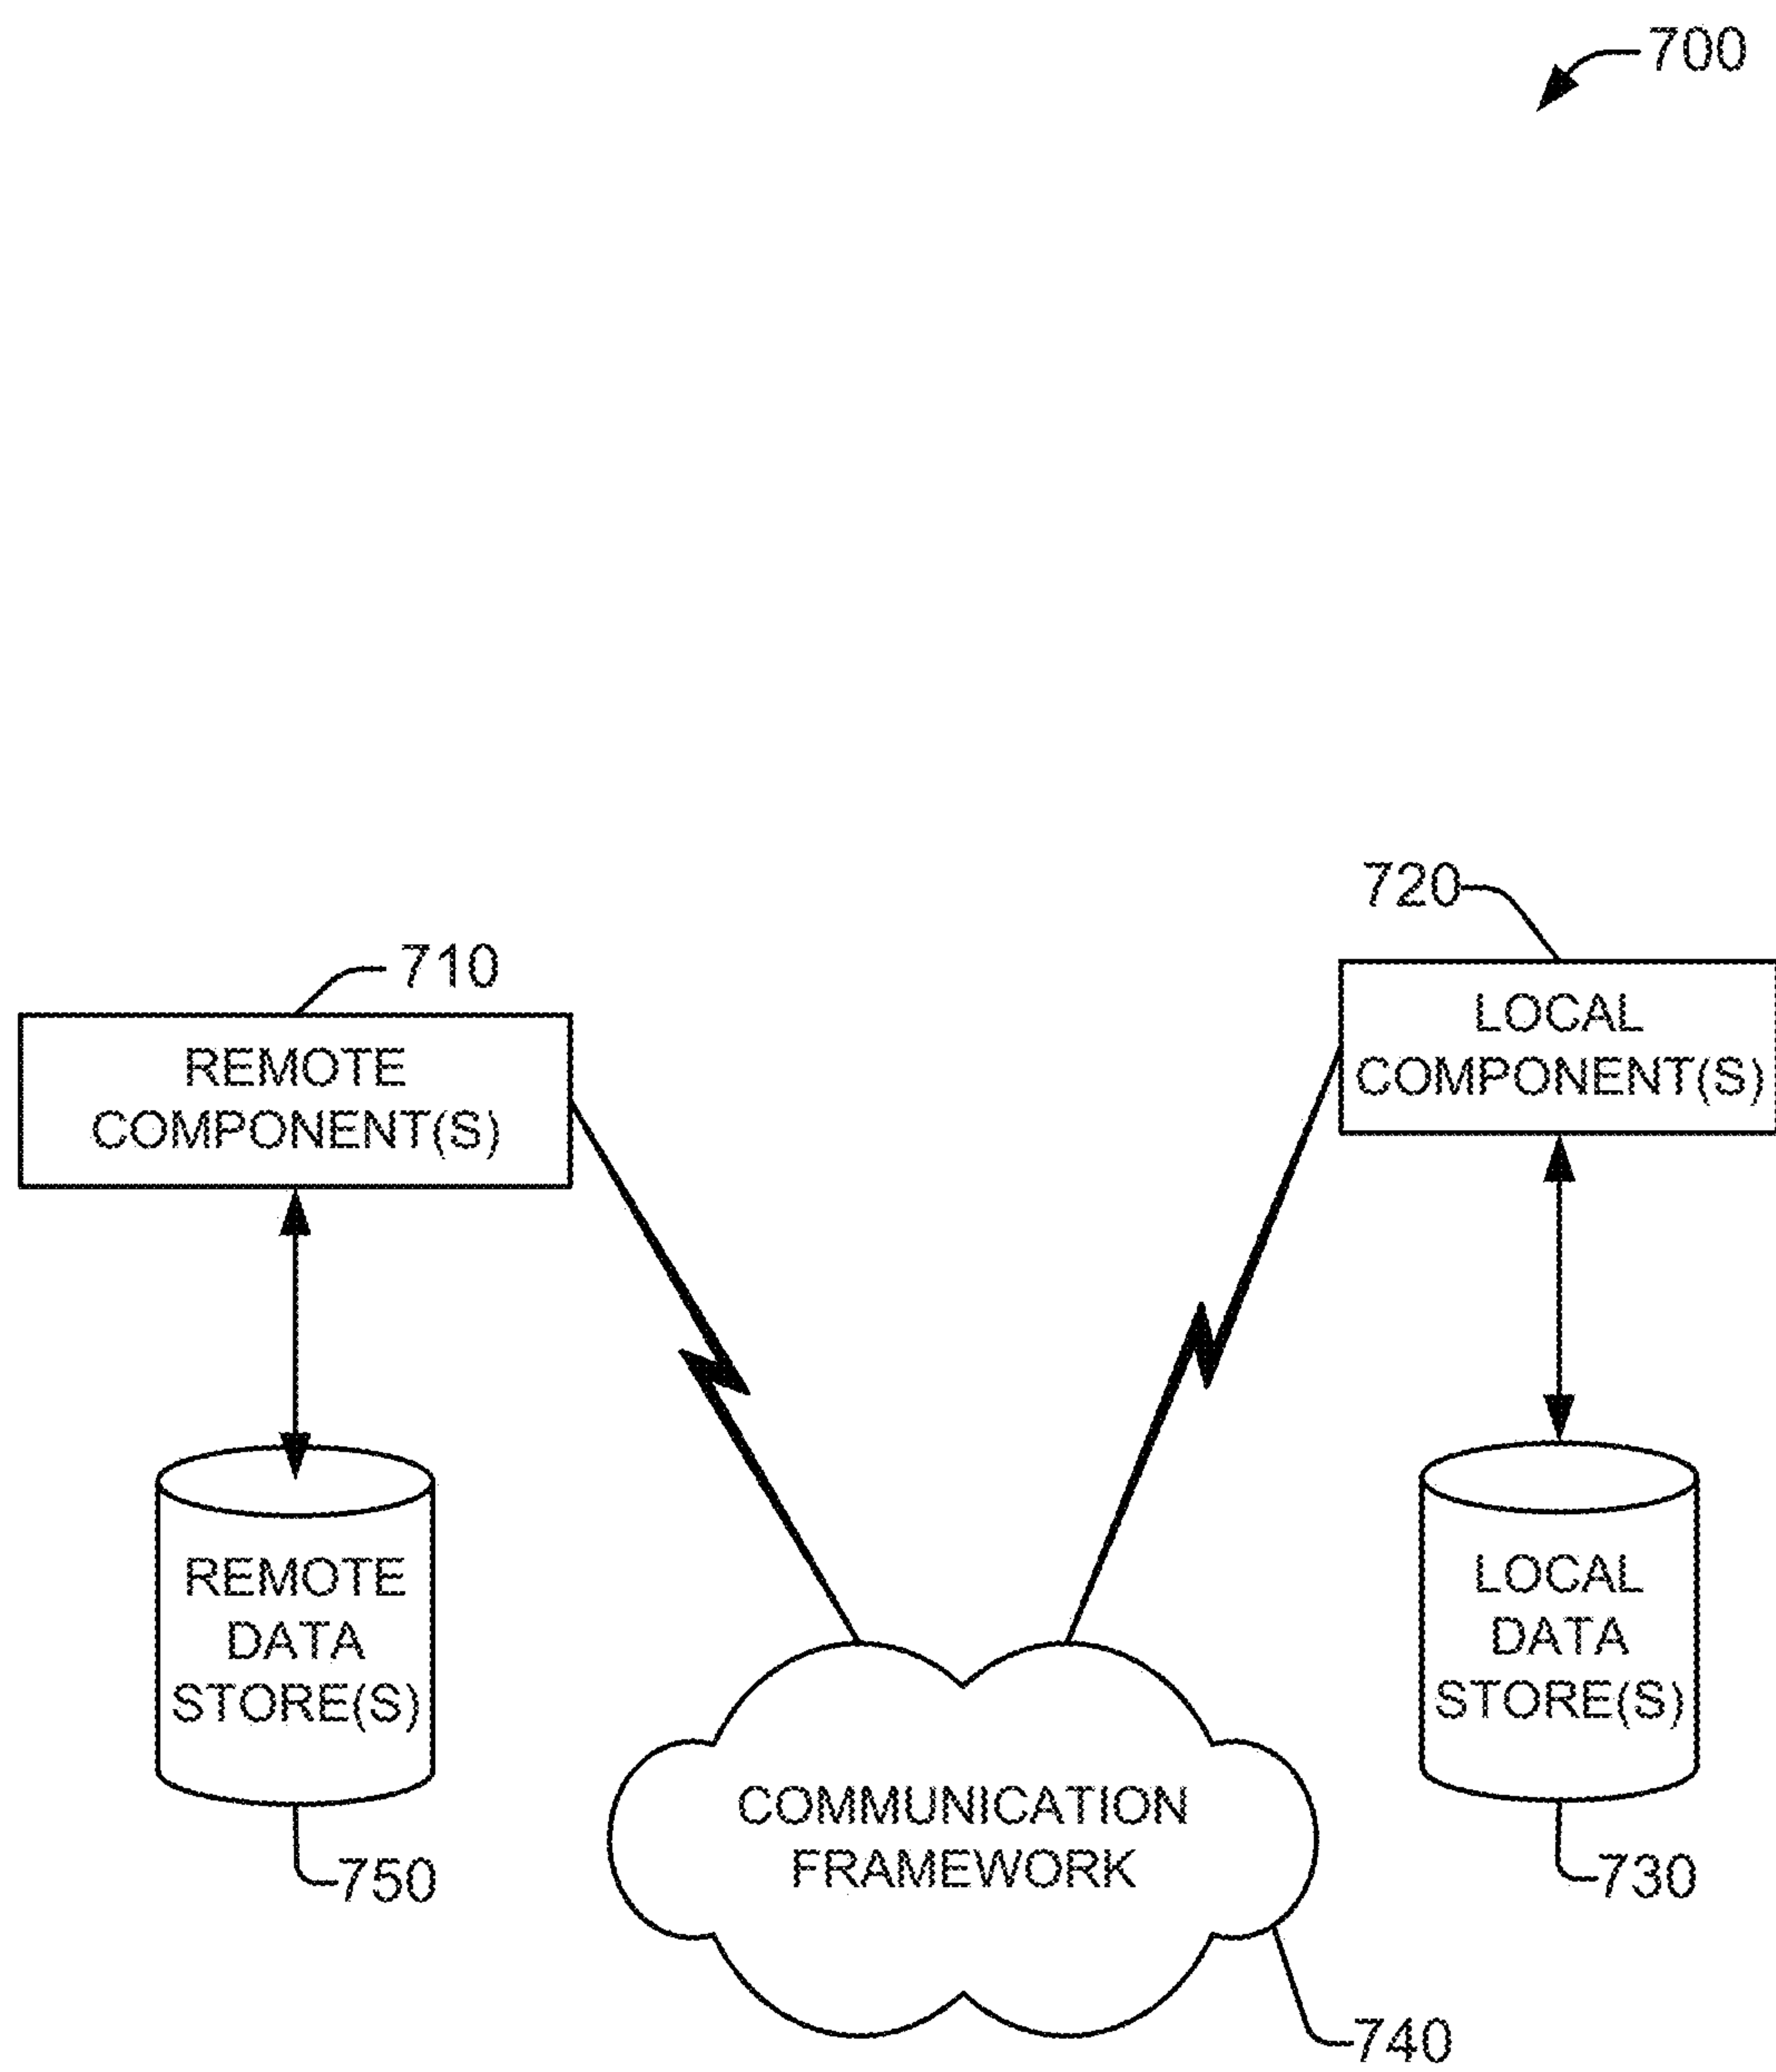 700
720
710
LOCAL
COMPONENT(S)
REMOTE
COMPONENT(S)
REMOTE
DATA
STORE(S)
LOCAL
DATA
STORE(S)
COMMUNICATION
FRAMEWORK
750
730
740